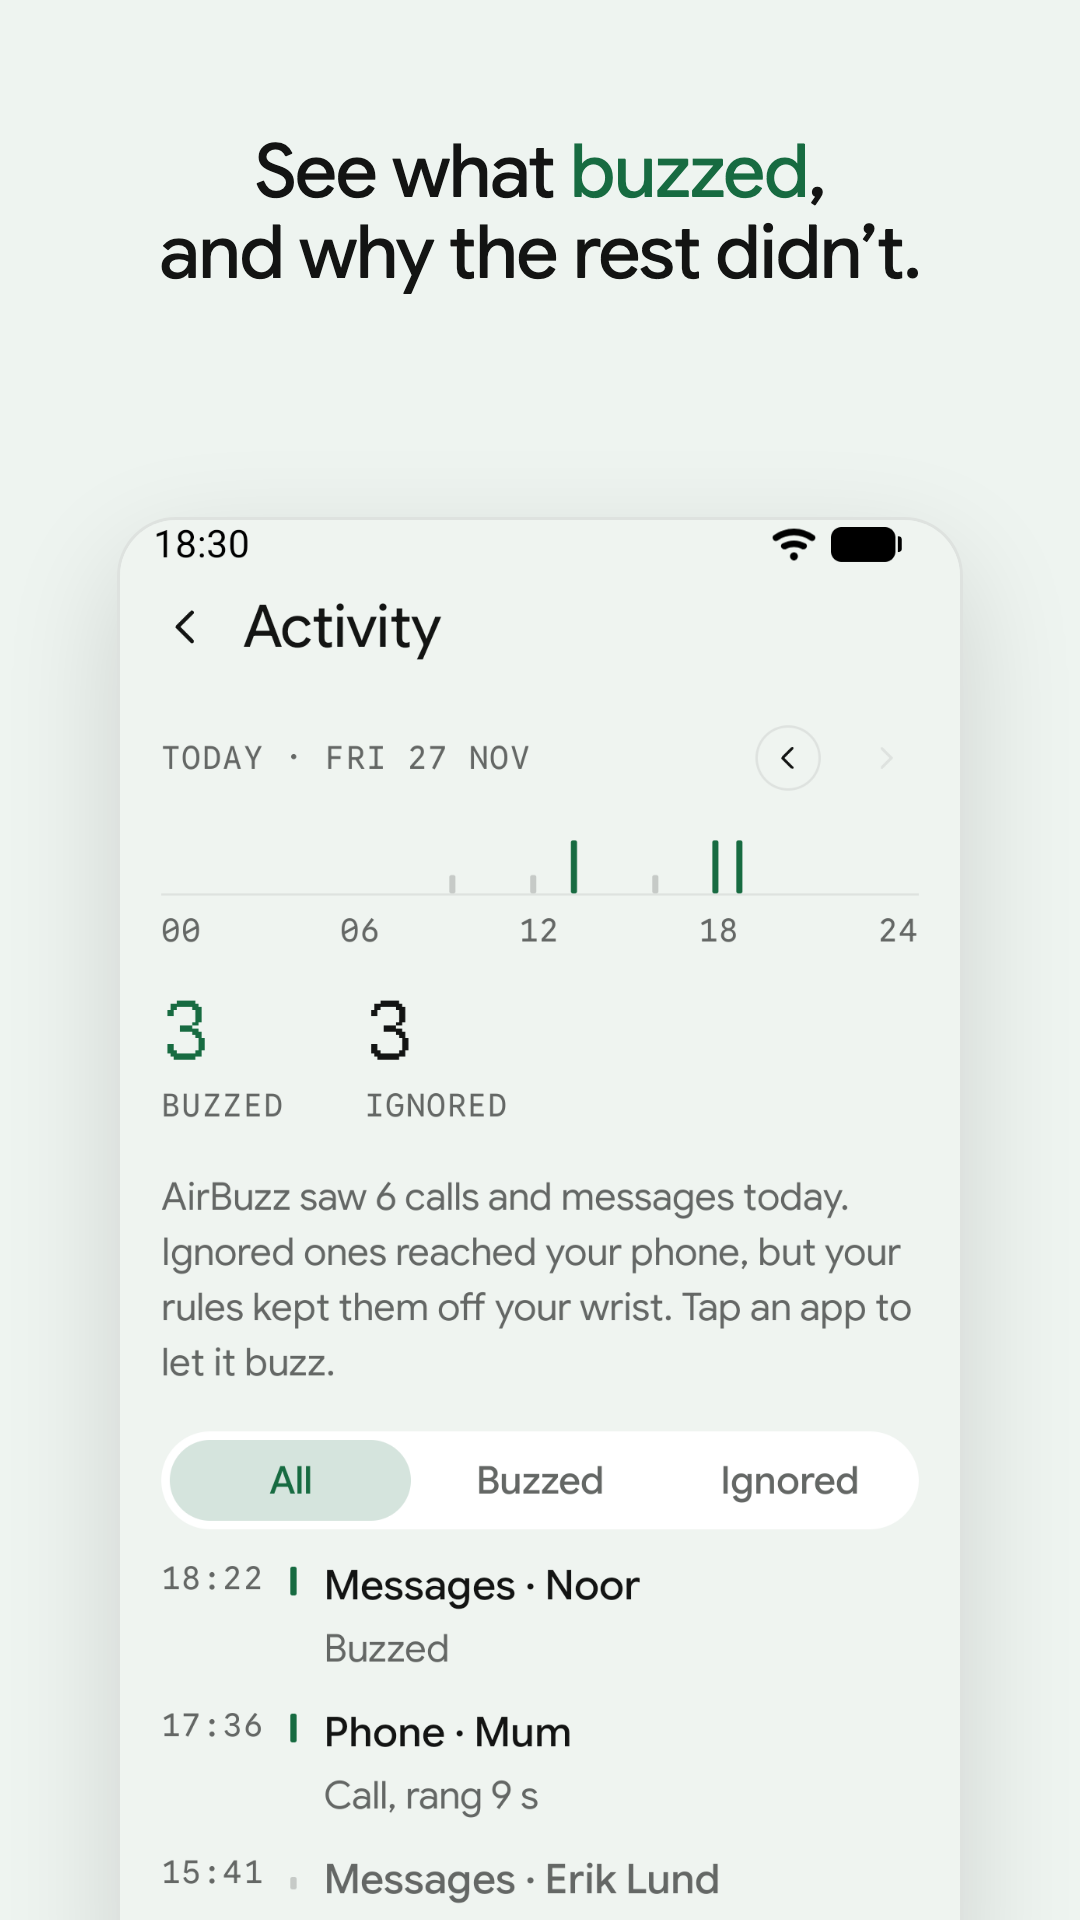 See what buzzed,
and why the rest didn’t.
18:30
Activity
TODAY · FRI 27 NOV
00 06 12 18 24
3 3
BUZZED IGNORED
AirBuzz saw 6 calls and messages today.
Ignored ones reached your phone, but your
rules kept them off your wrist. Tap an app to
let it buzz.
All Buzzed Ignored
18:22 Messages · Noor
Buzzed
17:36 Phone · Mum
Call, rang 9 s
15:41 Messages · Erik Lund